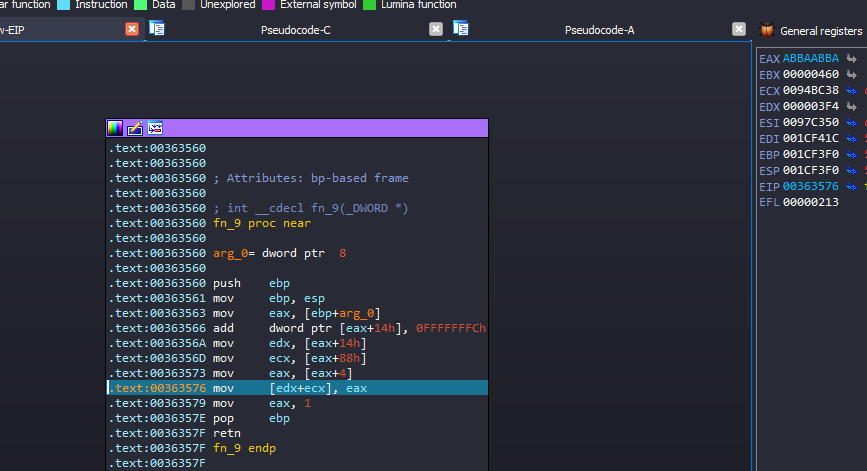 ar function Instruction Data Unexplored External symbol Lumina function
w-EIP Pseudocode-C Pseudocode-A General registers
.text:00363560
.text:00363560
.text:00363560 ; Attributes: bp-based frame
.text:00363560
.text:00363560 ; int __cdecl fn_9(_DWORD *)
.text:00363560 fn_9 proc near
.text:00363560
.text:00363560 arg_0= dword ptr 8
.text:00363560
.text:00363560 push ebp
.text:00363561 mov ebp, esp
.text:00363563 mov eax, [ebp+arg_0]
.text:00363566 add dword ptr [eax+14h], 0FFFFFFFCh
.text:0036356A mov edx, [eax+14h]
.text:0036356D mov ecx, [eax+88h]
.text:00363573 mov eax, [eax+4]
.text:00363576 mov [edx+ecx], eax
.text:00363579 mov eax, 1
.text:0036357E pop ebp
.text:0036357F retn
.text:0036357F fn_9 endp
.text:0036357F
EAX ABBAABBA
EBX 00000460
ECX 0094BC38
EDX 000003F4
ESI 0097C350
EDI 001CF41C
EBP 001CF3F0
ESP 001CF3F0
EIP 00363576
EFL 00000213